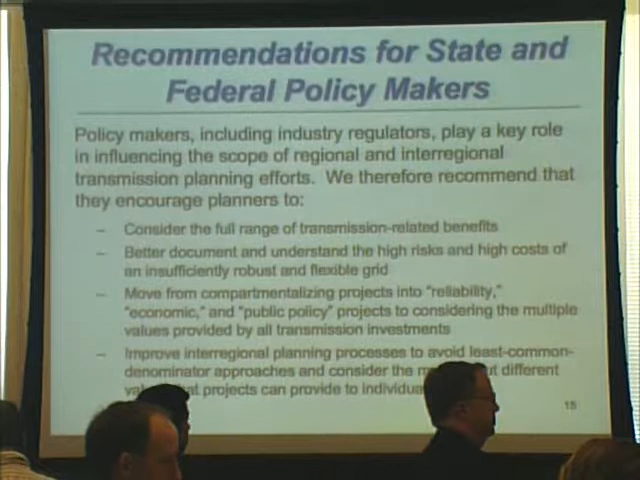 Recommendations for State and
Federal Policy Makers
Policy makers, including industry regulators, play a key role
in influencing the scope of regional and interregional
transmission planning efforts. We therefore recommend that
they encourage planners to:
– Consider the full range of transmission-related benefits
– Better document and understand the high risks and high costs of
an insufficiently robust and flexible grid
– Move from compartmentalizing projects into "reliability,"
"economic," and "public policy" projects to considering the multiple
values provided by all transmission investments
– Improve interregional planning processes to avoid least-common-
denominator approaches and consider the different
projects can provide to
15